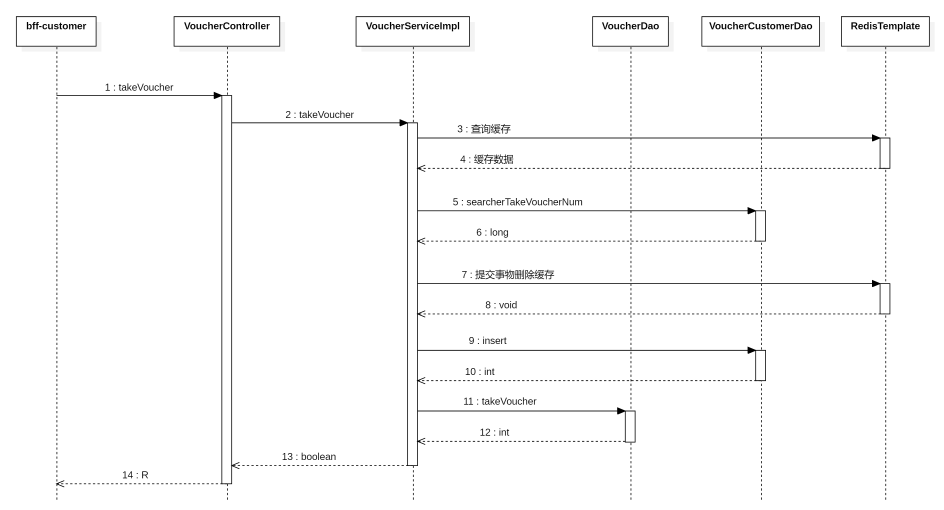 bff-customer
VoucherController
VoucherServiceImpl
VoucherDao
VoucherCustomerDao
RedisTemplate
1 : takeVoucher
2 : takeVoucher
3 : 查询缓存
4 : 缓存数据
5 : searcherTakeVoucherNum
6 : long
7 : 提交事物删除缓存
8 : void
9 : insert
10 : int
11 : takeVoucher
12 : int
13 : boolean
14 : R